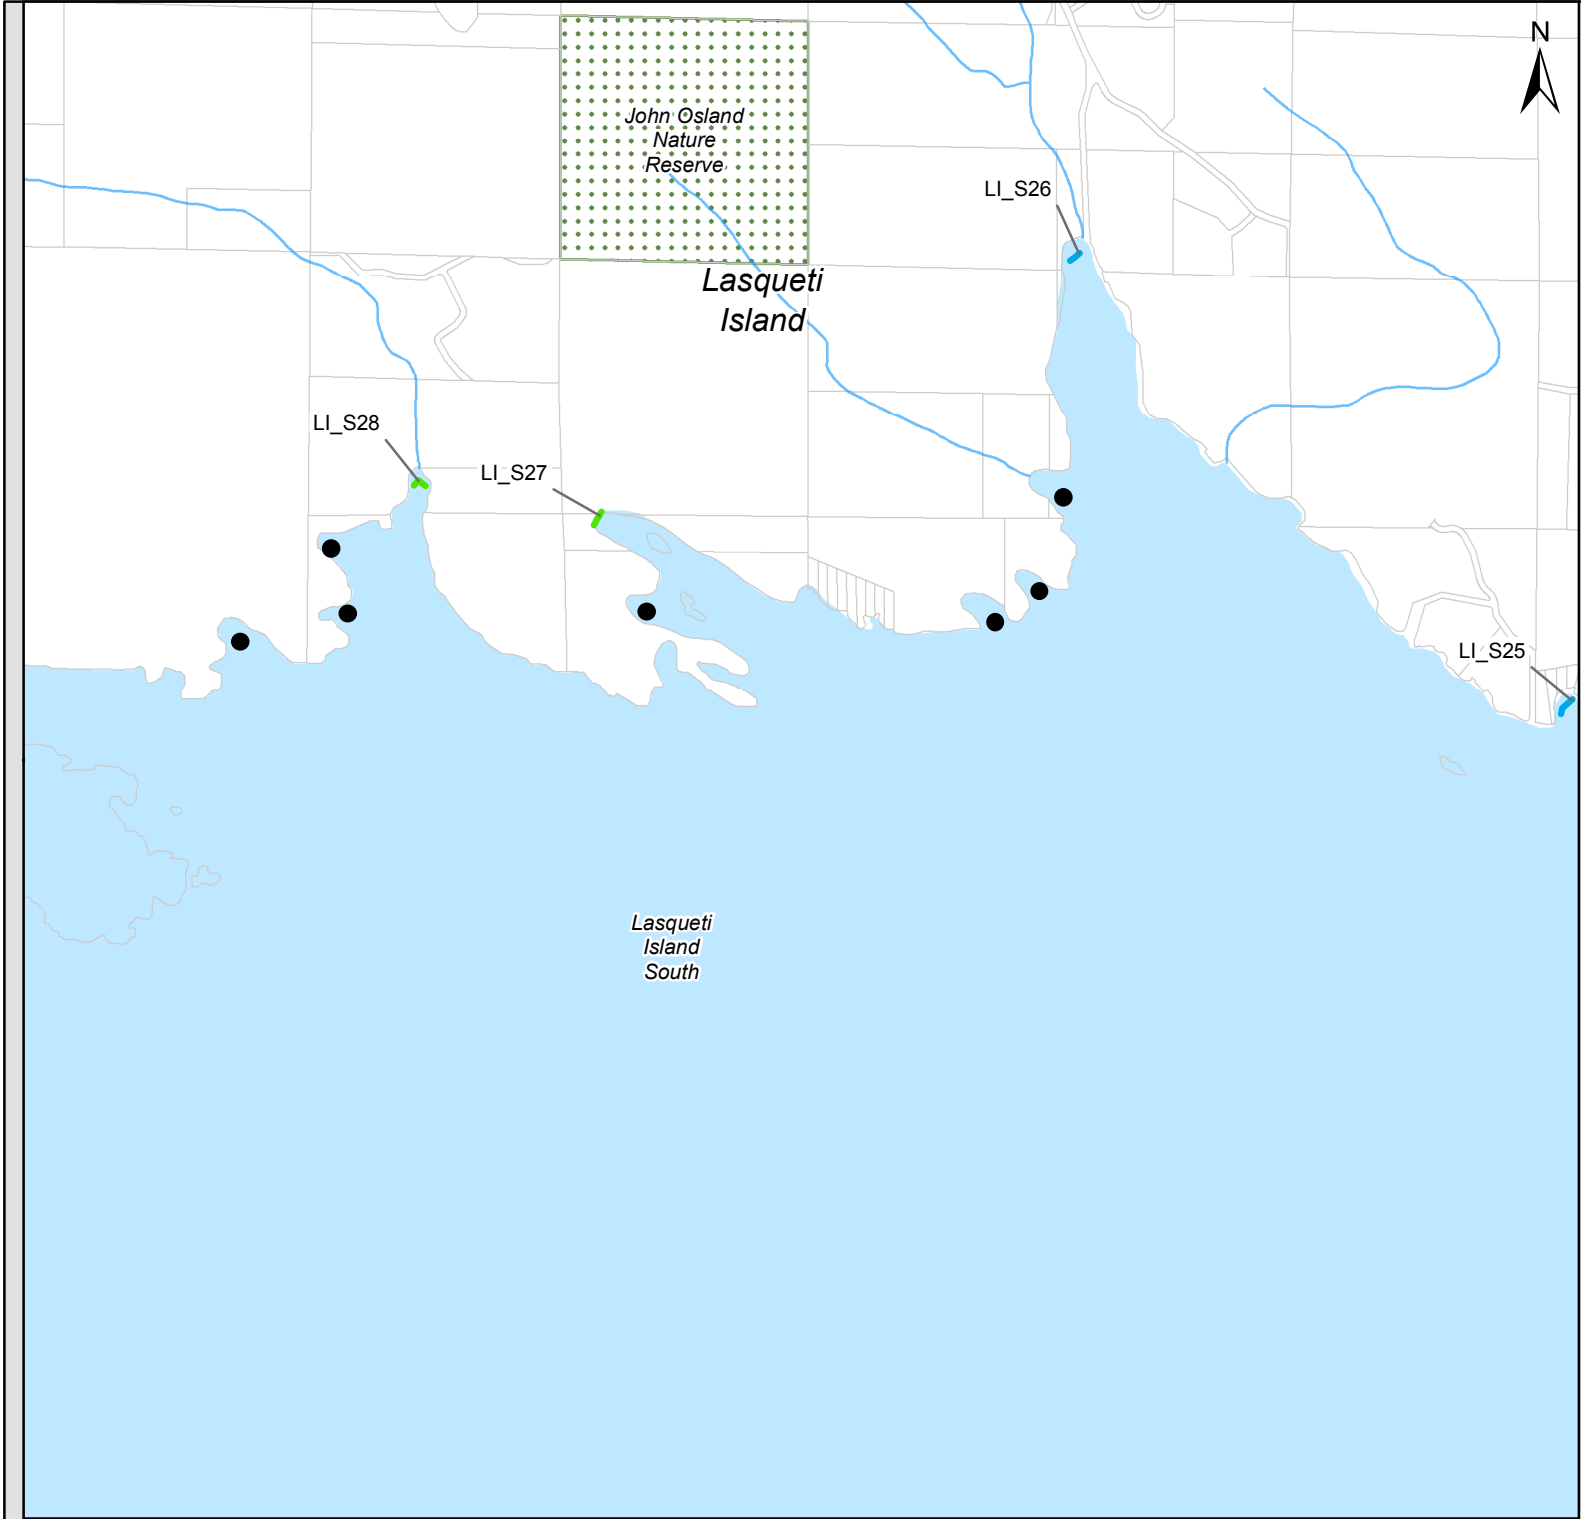 N
John Osland
Nature
Reserve
LI_S26
Lasqueti
Island
LI_S28
LI_S27
LI_S25
Lasqueti
Island
South